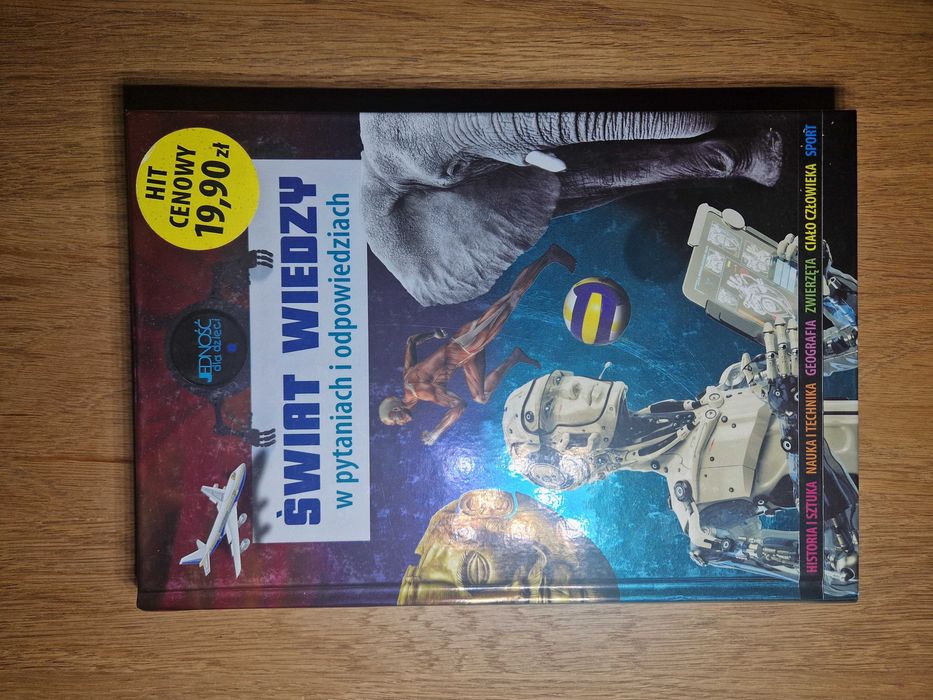 HIT
CENOWY
19,90 zł
JEDNOŚĆ
dla dzieci
ŚWIAT WIEDZY
w pytaniach i odpowiedziach
HISTORIA I SZTUKA NAUKA I TECHNIKA GEOGRAFIA ZWIERZĘTA CIAŁO CZŁOWIEKA SPORT